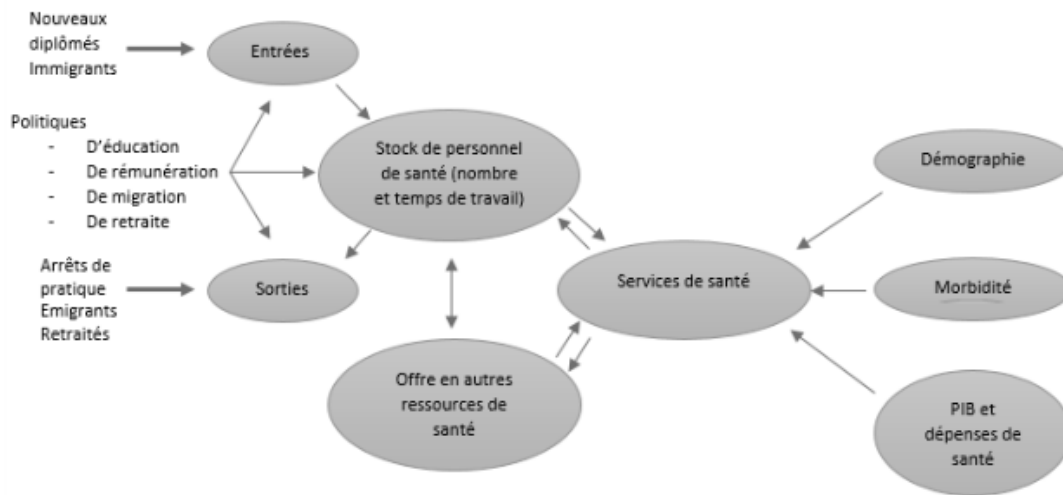 Nouveaux
diplômés
Immigrants
Entrées
Politiques
- D'éducation
- De rémunération
- De migration
- De retraite
Stock de personnel
de santé (nombre
et temps de travail)
Arrêts de
pratique
Emigrants
Retraités
Sorties
Offre en autres
ressources de
santé
Services de santé
Démographie
Morbidité
PIB et
dépenses de
santé